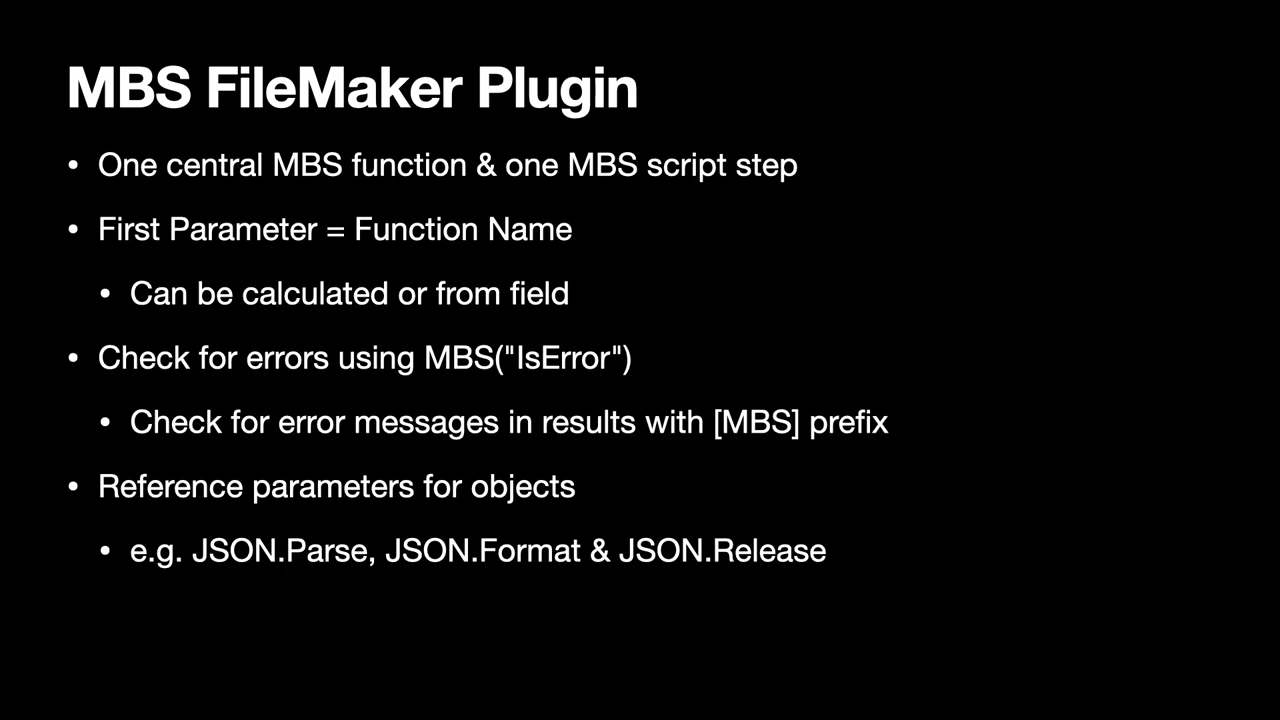 MBS FileMaker Plugin
• One central MBS function & one MBS script step
• First Parameter = Function Name
• Can be calculated or from field
• Check for errors using MBS("IsError")
• Check for error messages in results with [MBS] prefix
• Reference parameters for objects
• e.g. JSON.Parse, JSON.Format & JSON.Release